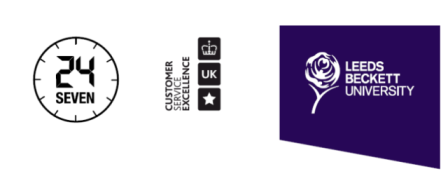 24
SEVEN
CUSTOMER
SERVICE
EXCELLENCE
UK
LEEDS
BECKETT
UNIVERSITY